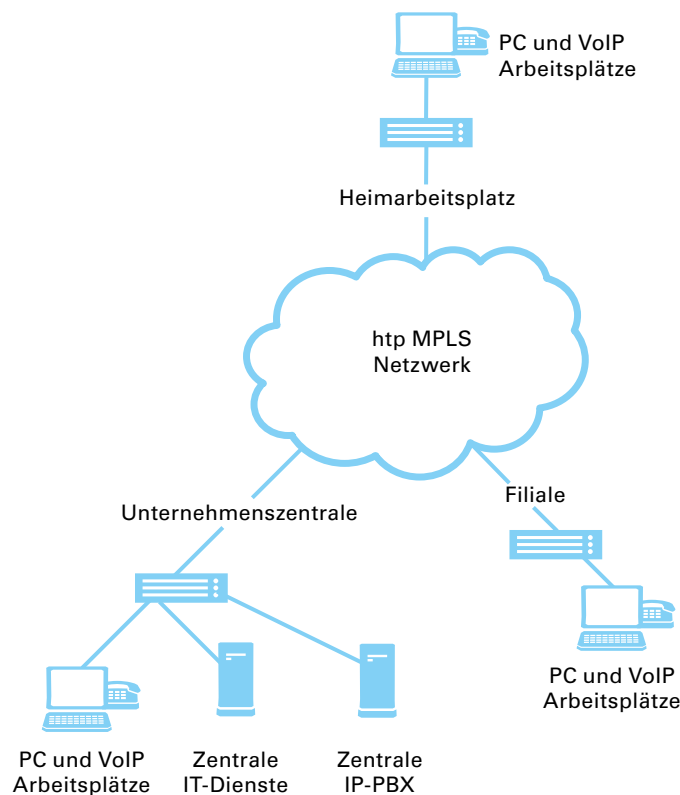 PC und VoIP
Arbeitsplätze
Heimarbeitsplatz
htp MPLS
Netzwerk
Filiale
Unternehmenszentrale
PC und VoIP
Arbeitsplätze
PC und VoIP
Arbeitsplätze
Zentrale
IT-Dienste
Zentrale
IP-PBX